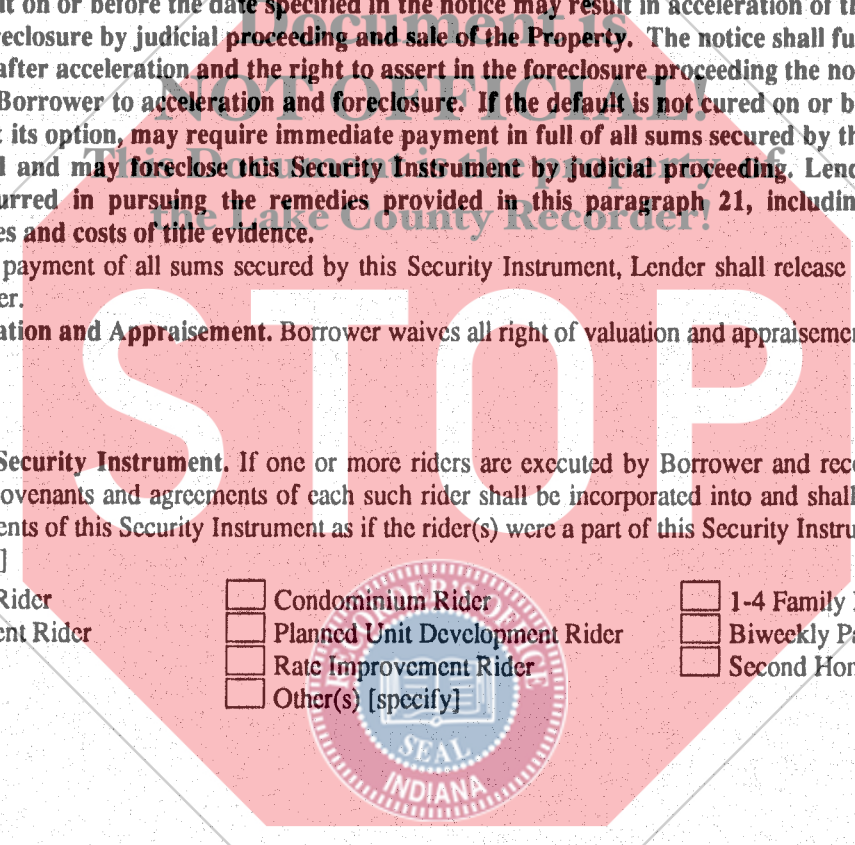 it on or before the date specified in the notice may result in acceleration of th
Document is
eclosure by judicial proceeding and sale of the Property. The notice shall fu
after acceleration and the right to assert in the foreclosure proceeding the no
NOT OFFICIAL!
Borrower to acceleration and foreclosure. If the default is not cured on or b
its option, may require immediate payment in full of all sums secured by th
This Document is the property of
l and may foreclose this Security Instrument by judicial proceeding. Lend
urred in pursuing the remedies provided in this paragraph 21, includin
the Lake County Recorder!
es and costs of title evidence.
payment of all sums secured by this Security Instrument, Lender shall release
er.
ation and Appraisement. Borrower waives all right of valuation and appraisemen
STOP
Security Instrument. If one or more riders are executed by Borrower and reco
ovenants and agreements of each such rider shall be incorporated into and shall
ents of this Security Instrument as if the rider(s) were a part of this Security Instru
]
Rider Condominium Rider 1-4 Family
ent Rider Planned Unit Development Rider Biweekly Pa
Rate Improvement Rider Second Hom
Other(s) [specify]
RECORDER'S OFFICE
SEAL
INDIANA